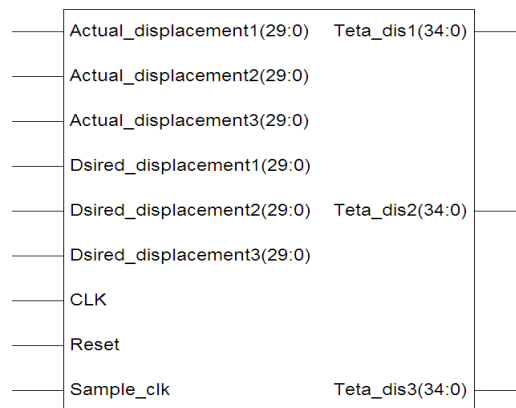 Actual_displacement1(29:0) Teta_dis1(34:0)
Actual_displacement2(29:0)
Actual_displacement3(29:0)
Dsired_displacement1(29:0)
Dsired_displacement2(29:0) Teta_dis2(34:0)
Dsired_displacement3(29:0)
CLK
Reset
Sample_clk Teta_dis3(34:0)